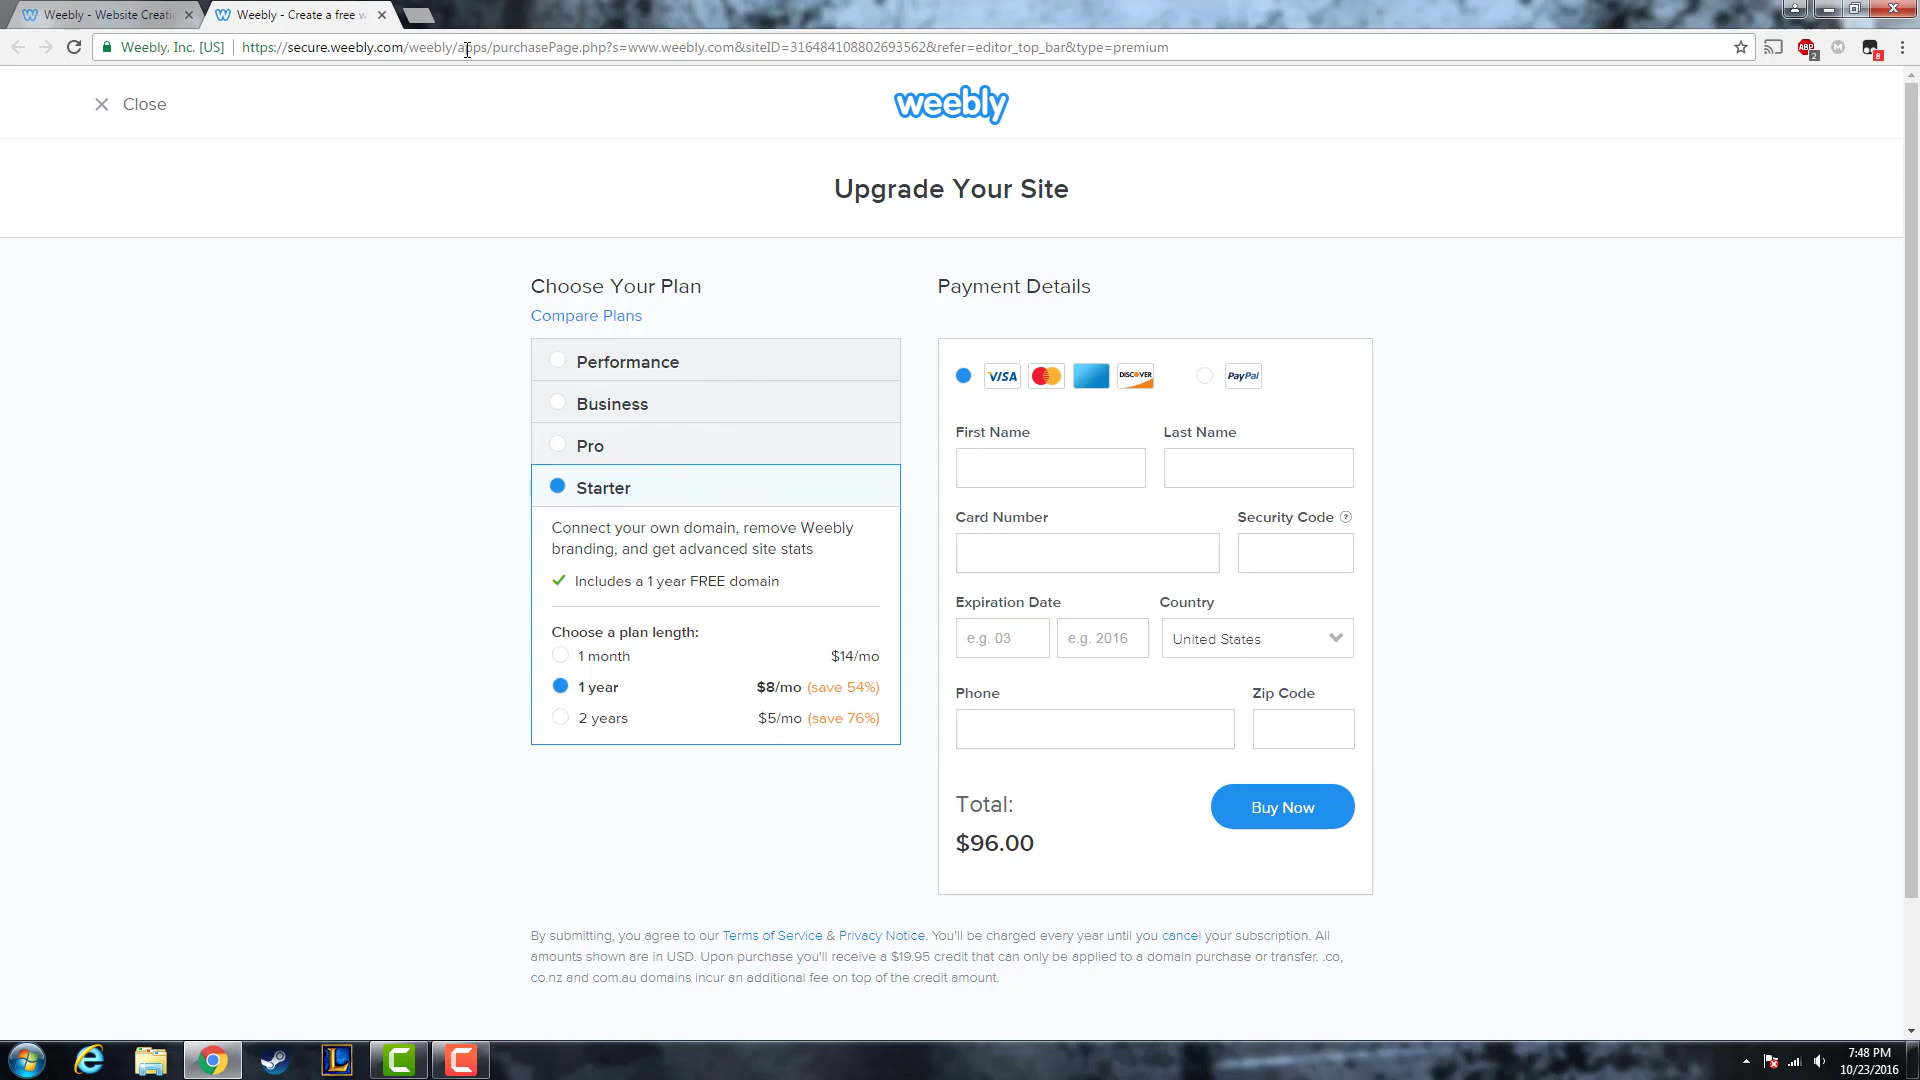 Weebly - Website Creati
Weebly - Create a free w
Weebly, Inc. [US]
https://secure.weebly.com/weebly/apps/purchasePage.php?s=www.weebly.com&siteID=316484108802693562&refer=editor_top_bar&type=premium
ABP
2
M
8
Close
weebly
Upgrade Your Site
Choose Your Plan
Compare Plans
Performance
Business
Pro
Starter
Connect your own domain, remove Weebly
branding, and get advanced site stats
Includes a 1 year FREE domain
Choose a plan length:
1 month $14/mo
1 year $8/mo (save 54%)
2 years $5/mo (save 76%)
Payment Details
VISA DISCOVER PayPal
First Name Last Name
Card Number Security Code ?
Expiration Date Country
e.g. 03 e.g. 2016 United States
Phone Zip Code
Total:
$96.00
Buy Now
By submitting, you agree to our Terms of Service & Privacy Notice. You'll be charged every year until you cancel your subscription. All
amounts shown are in USD. Upon purchase you'll receive a $19.95 credit that can only be applied to a domain purchase or transfer. .co,
co.nz and com.au domains incur an additional fee on top of the credit amount.
7:48 PM
10/23/2016